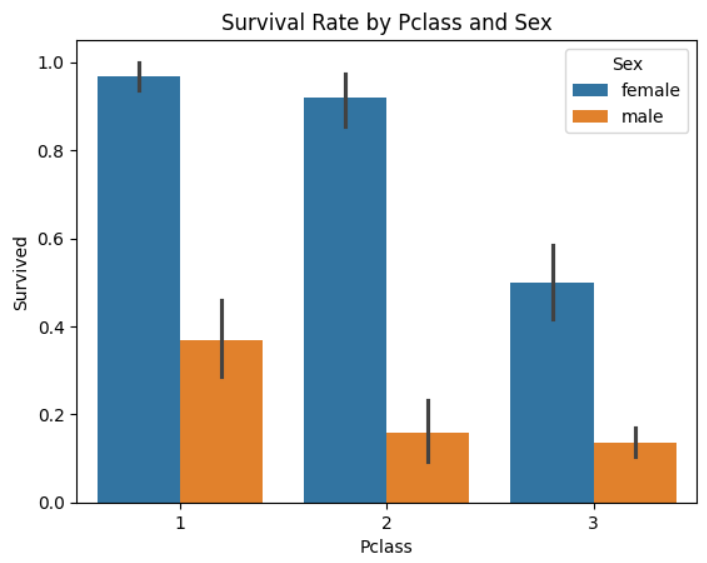 Survival Rate by Pclass and Sex
Sex
female
male
1.0
0.8
0.6
0.4
0.2
0.0
Survived
1 2 3
Pclass